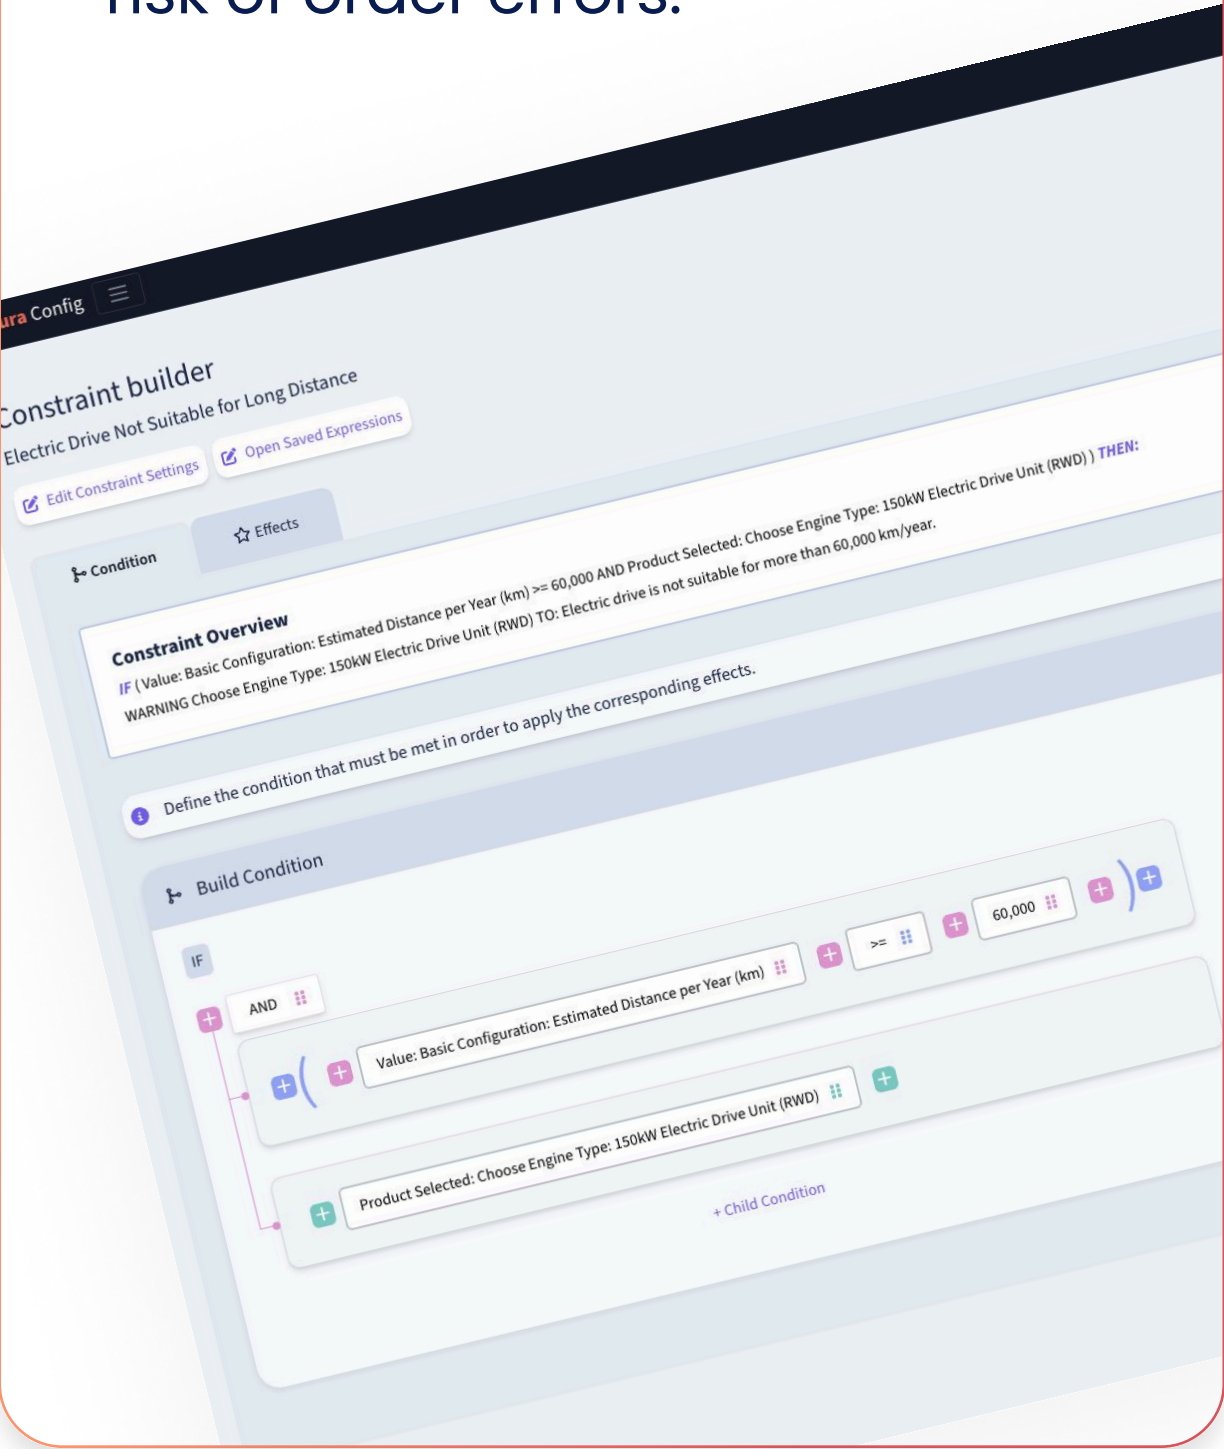 risk of order errors.
ura Config
Constraint builder
Electric Drive Not Suitable for Long Distance
Edit Constraint Settings
Open Saved Expressions
Condition
Effects
Constraint Overview
IF ( Value: Basic Configuration: Estimated Distance per Year (km) >= 60,000 AND Product Selected: Choose Engine Type: 150kW Electric Drive Unit (RWD) ) THEN:
WARNING Choose Engine Type: 150kW Electric Drive Unit (RWD) TO: Electric drive is not suitable for more than 60,000 km/year.
Define the condition that must be met in order to apply the corresponding effects.
Build Condition
IF
AND
( Value: Basic Configuration: Estimated Distance per Year (km) >= 60,000 )
Product Selected: Choose Engine Type: 150kW Electric Drive Unit (RWD)
+ Child Condition